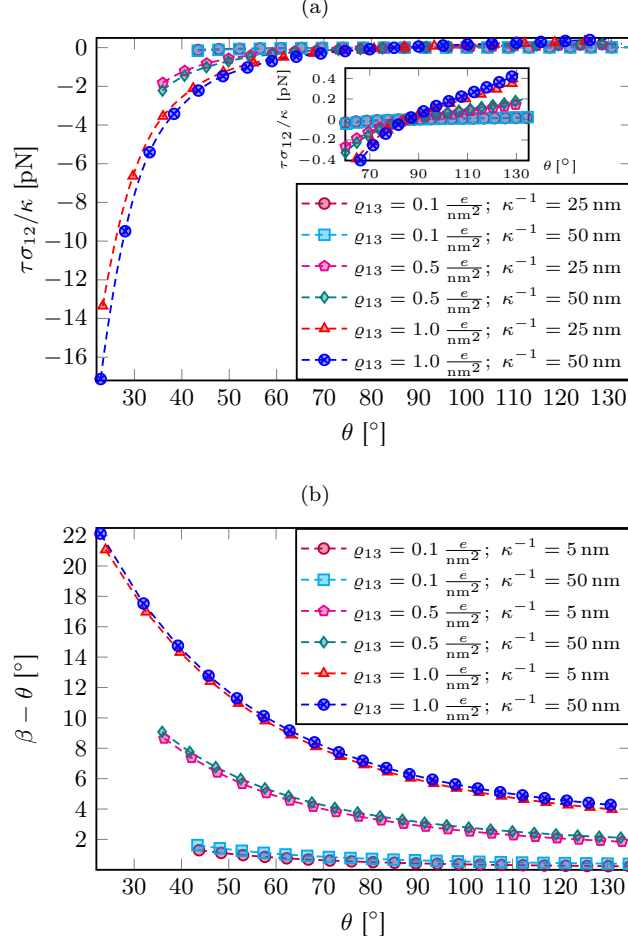 (a)
0
−2
−4
−6
−8
−10
−12
−14
−16
τσ₁₂/κ [pN]
0.4
0.2
0
−0.2
−0.4
τσ₁₂/κ [pN]
70 90 110 130
θ [°]
ϱ₁₃ = 0.1 e/nm²; κ⁻¹ = 25 nm
ϱ₁₃ = 0.1 e/nm²; κ⁻¹ = 50 nm
ϱ₁₃ = 0.5 e/nm²; κ⁻¹ = 25 nm
ϱ₁₃ = 0.5 e/nm²; κ⁻¹ = 50 nm
ϱ₁₃ = 1.0 e/nm²; κ⁻¹ = 25 nm
ϱ₁₃ = 1.0 e/nm²; κ⁻¹ = 50 nm
30 40 50 60 70 80 90 100 110 120 130
θ [°]
(b)
22
20
18
16
14
12
10
8
6
4
2
β − θ [°]
ϱ₁₃ = 0.1 e/nm²; κ⁻¹ = 5 nm
ϱ₁₃ = 0.1 e/nm²; κ⁻¹ = 50 nm
ϱ₁₃ = 0.5 e/nm²; κ⁻¹ = 5 nm
ϱ₁₃ = 0.5 e/nm²; κ⁻¹ = 50 nm
ϱ₁₃ = 1.0 e/nm²; κ⁻¹ = 5 nm
ϱ₁₃ = 1.0 e/nm²; κ⁻¹ = 50 nm
30 40 50 60 70 80 90 100 110 120 130
θ [°]